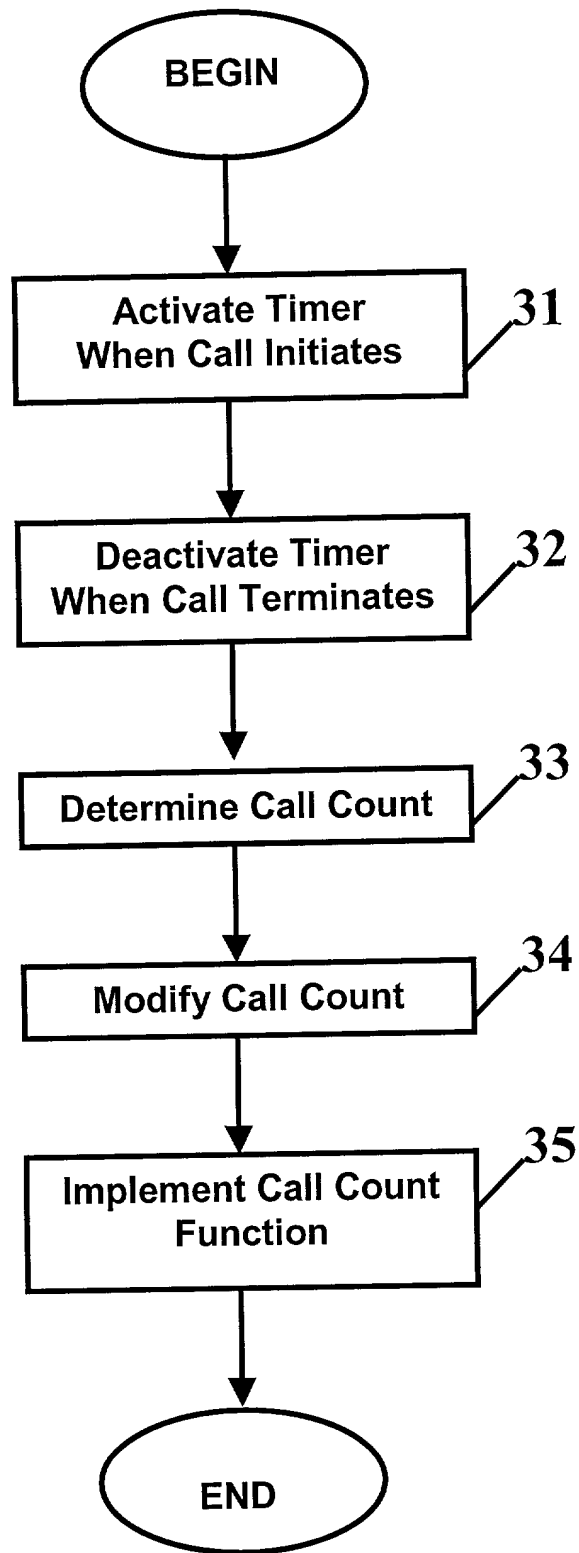 BEGIN
Activate Timer
When Call Initiates
31
Deactivate Timer
When Call Terminates
32
Determine Call Count
33
Modify Call Count
34
Implement Call Count
Function
35
END